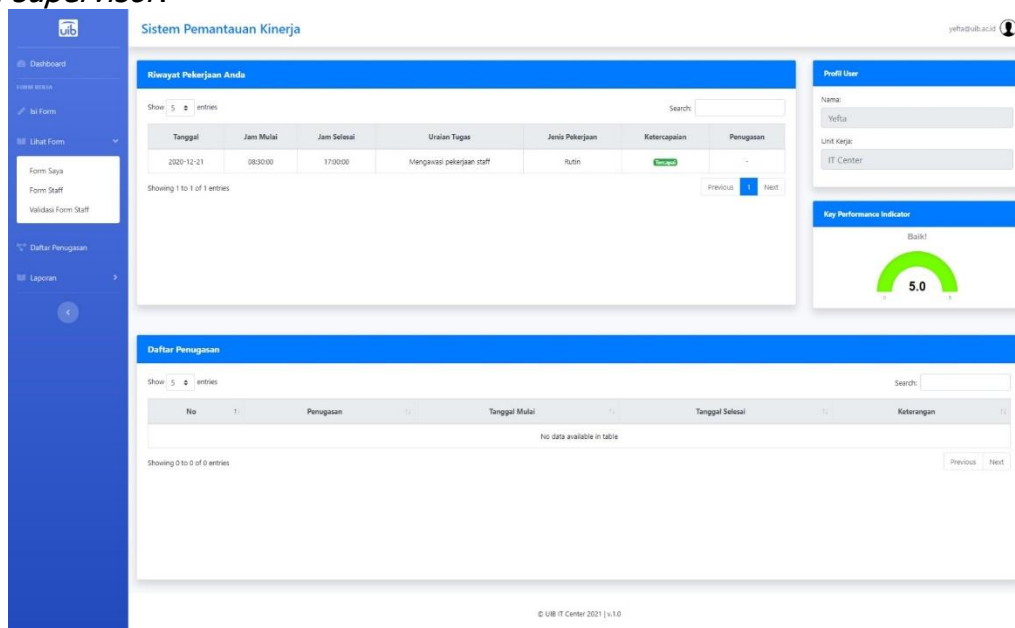 supervisor.
uib
Sistem Pemantauan Kinerja
yefta@uib.ac.id
Dashboard
FORM KERJA
Isi Form
Lihat Form
Form Saya
Form Staff
Validasi Form Staff
Daftar Penugasan
Laporan
Riwayat Pekerjaan Anda
Show 5 entries
Search:
Tanggal Jam Mulai Jam Selesai Uraian Tugas Jenis Pekerjaan Ketercapaian Penugasan
2020-12-21 08:30:00 17:00:00 Mengawasi pekerjaan staff Rutin Tercapai -
Showing 1 to 1 of 1 entries
Previous 1 Next
Profil User
Nama:
Yefta
Unit Kerja:
IT Center
Key Performance Indicator
Baik!
5.0
Daftar Penugasan
Show 5 entries
Search:
No Penugasan Tanggal Mulai Tanggal Selesai Keterangan
No data available in table
Showing 0 to 0 of 0 entries
Previous Next
© UIB IT Center 2021 | v.1.0